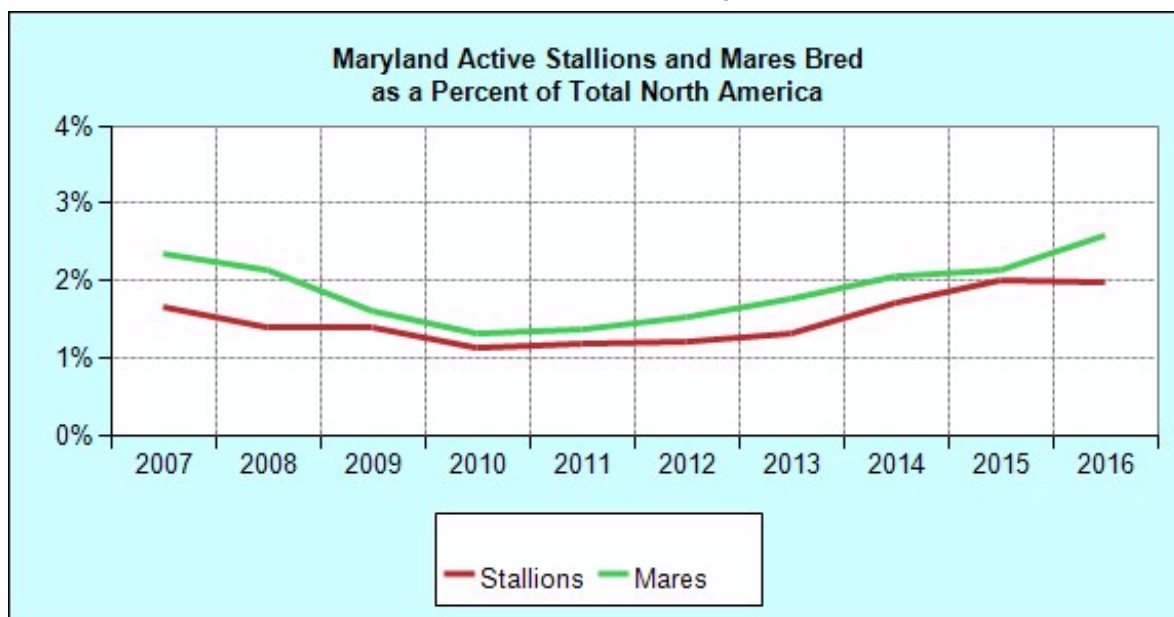 Maryland Active Stallions and Mares Bred
as a Percent of Total North America
4%
3%
2%
1%
0%
2007 2008 2009 2010 2011 2012 2013 2014 2015 2016
Stallions Mares